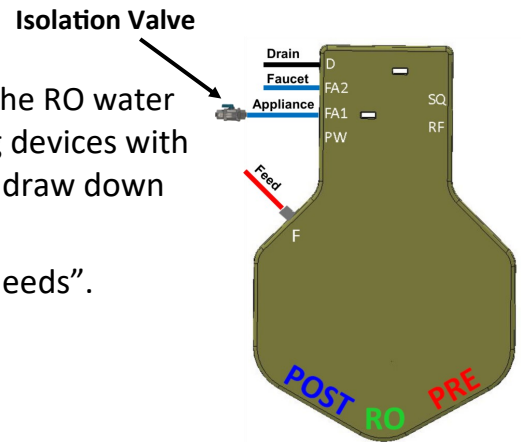 Isolation Valve
he RO water
g devices with
draw down
eeds”.
Drain
Faucet
Appliance
D
FA2
FA1
PW
SQ
RF
Feed
F
POST RO PRE